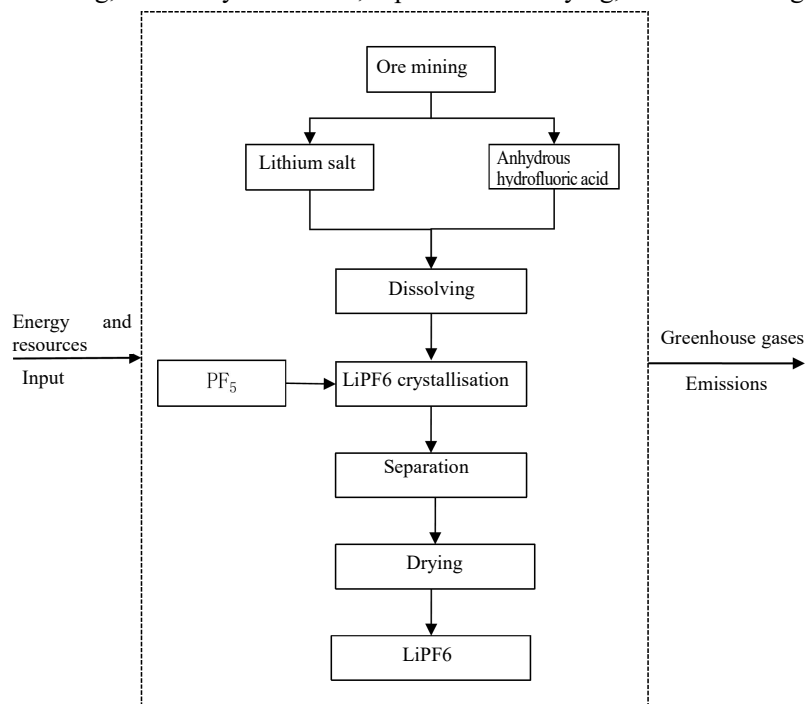 Ore mining
Lithium salt
Anhydrous
hydrofluoric acid
Dissolving
Energy and
resources
Input
Greenhouse gases
Emissions
PF₅
LiPF6 crystallisation
Separation
Drying
LiPF6